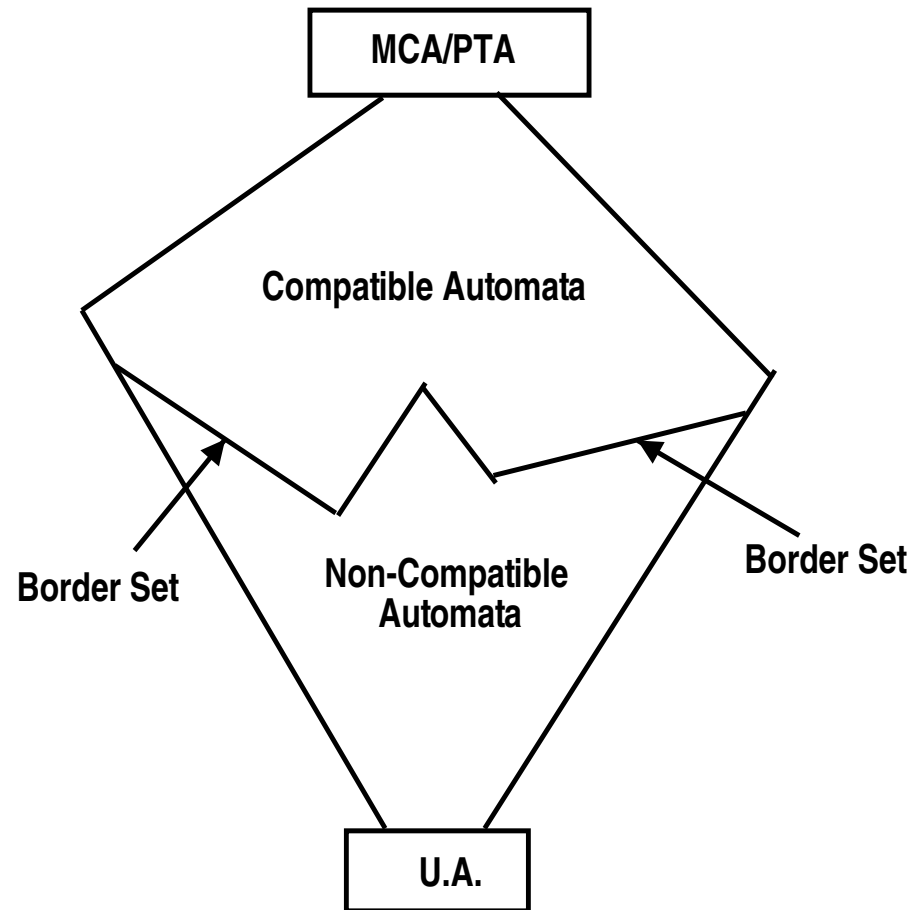 MCA/PTA
Compatible Automata
Border Set
Non-Compatible
Automata
Border Set
U.A.